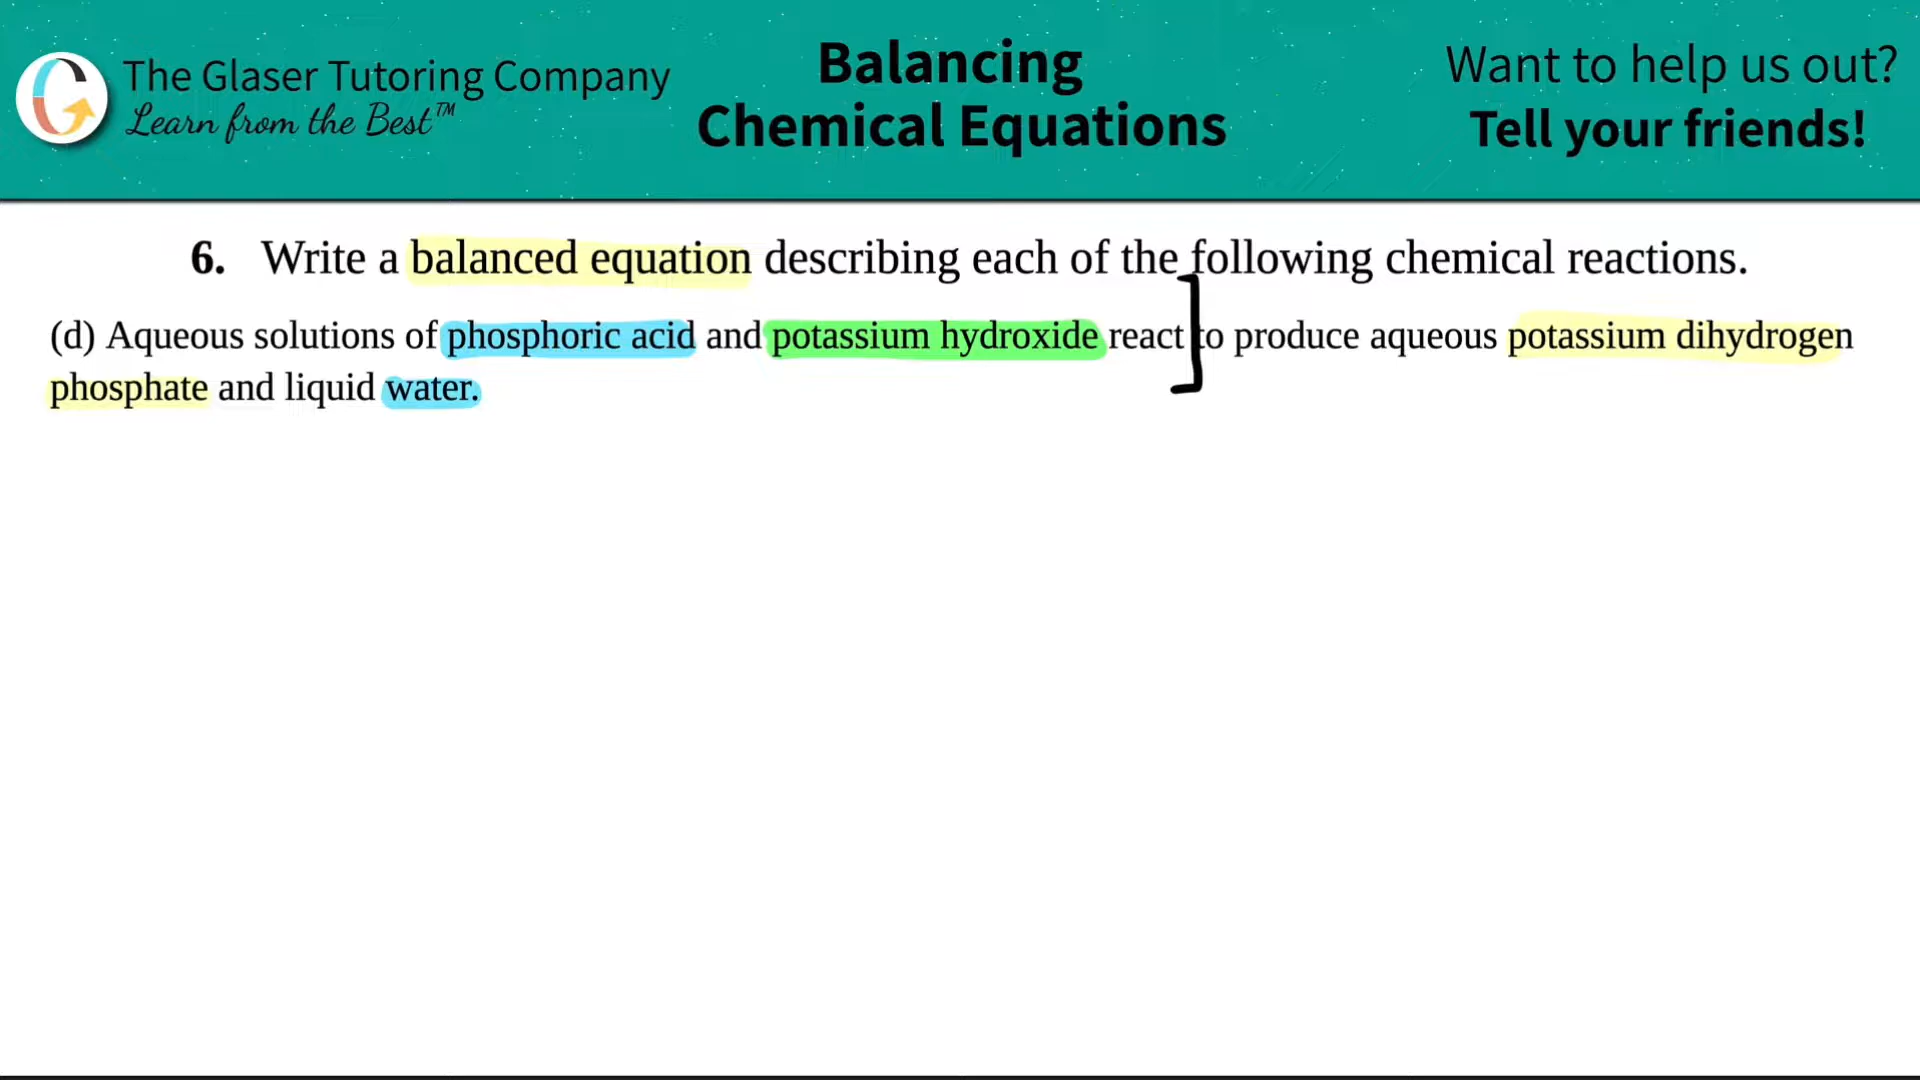 The Glaser Tutoring Company
Learn from the Best™
Balancing
Chemical Equations
Want to help us out?
Tell your friends!
6. Write a balanced equation describing each of the following chemical reactions.
(d) Aqueous solutions of phosphoric acid and potassium hydroxide react to produce aqueous potassium dihydrogen
phosphate and liquid water.